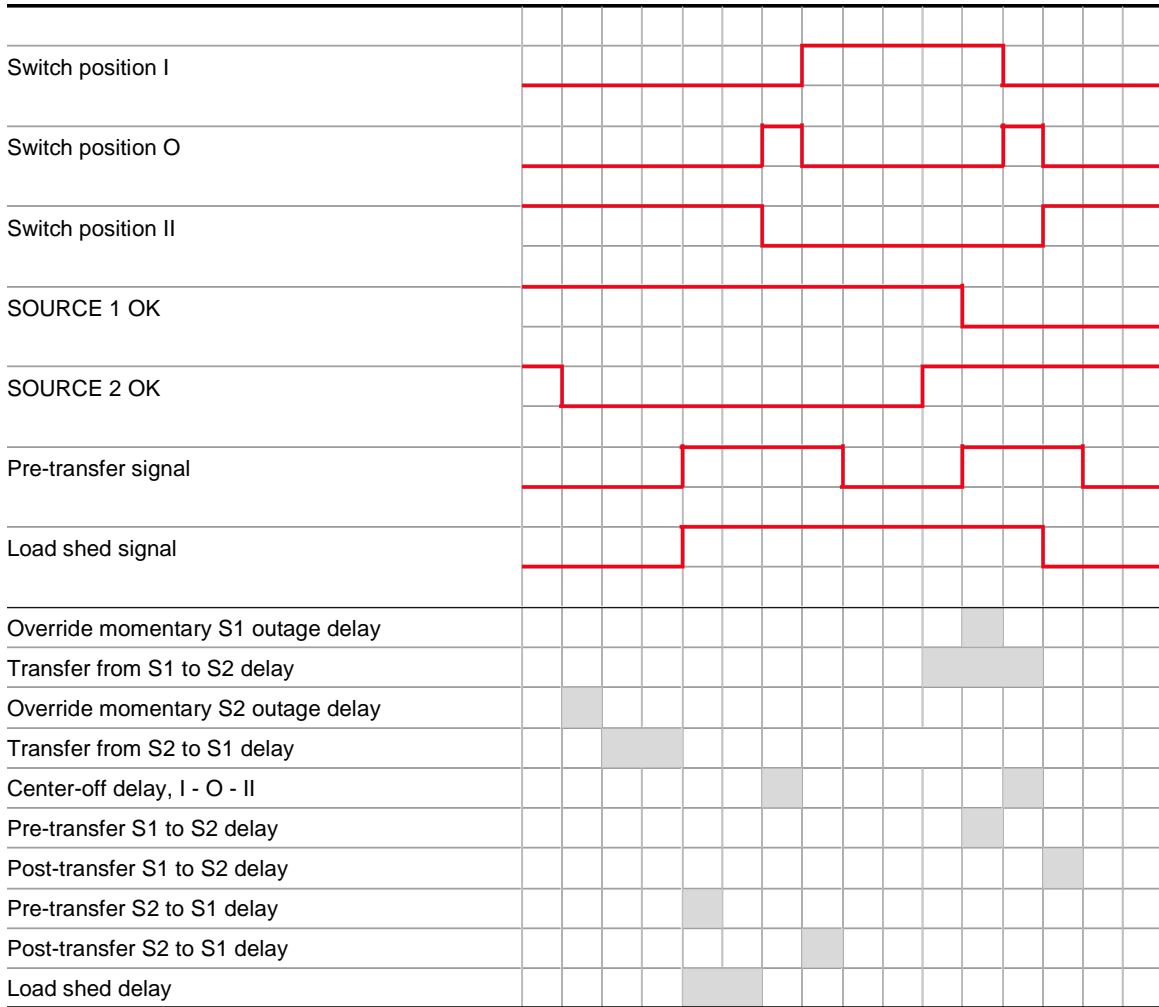 Switch position I
Switch position O
Switch position II
SOURCE 1 OK
SOURCE 2 OK
Pre-transfer signal
Load shed signal
Override momentary S1 outage delay
Transfer from S1 to S2 delay
Override momentary S2 outage delay
Transfer from S2 to S1 delay
Center-off delay, I - O - II
Pre-transfer S1 to S2 delay
Post-transfer S1 to S2 delay
Pre-transfer S2 to S1 delay
Post-transfer S2 to S1 delay
Load shed delay